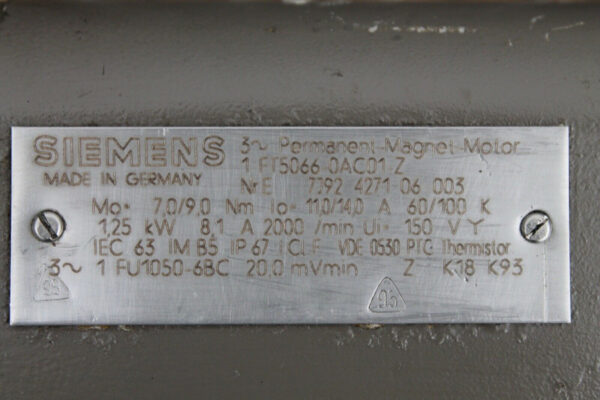 SIEMENS 3~ Permanent-Magnet-Motor
1 FT5066-0AC01-Z
MADE IN GERMANY Nr E 7392 4271 06 003
Mo= 7,0/9,0 Nm Io= 11,0/14,0 A 60/100 K
1,25 kW 8,1 A 2000 /min Ui= 150 V Y
IEC 63 IM B5 IP 67 I.Cl.F VDE 0530 PTC Thermistor
3~ 1 FU1050-6BC 20,0 mVmin Z K18 K93